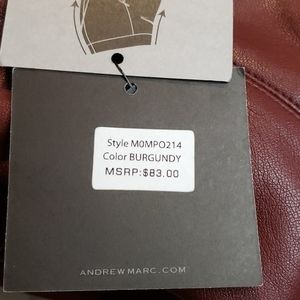 Style M0MPO214
Color BURGUNDY
MSRP:$83.00
ANDREWMARC.COM